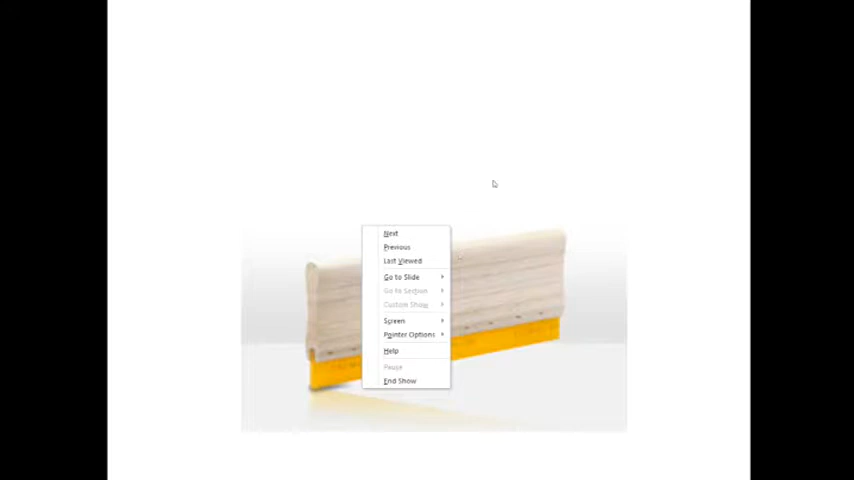 Next
Previous
Last Viewed
Go to Slide
Go to Section
Custom Show
Screen
Pointer Options
Help
Pause
End Show